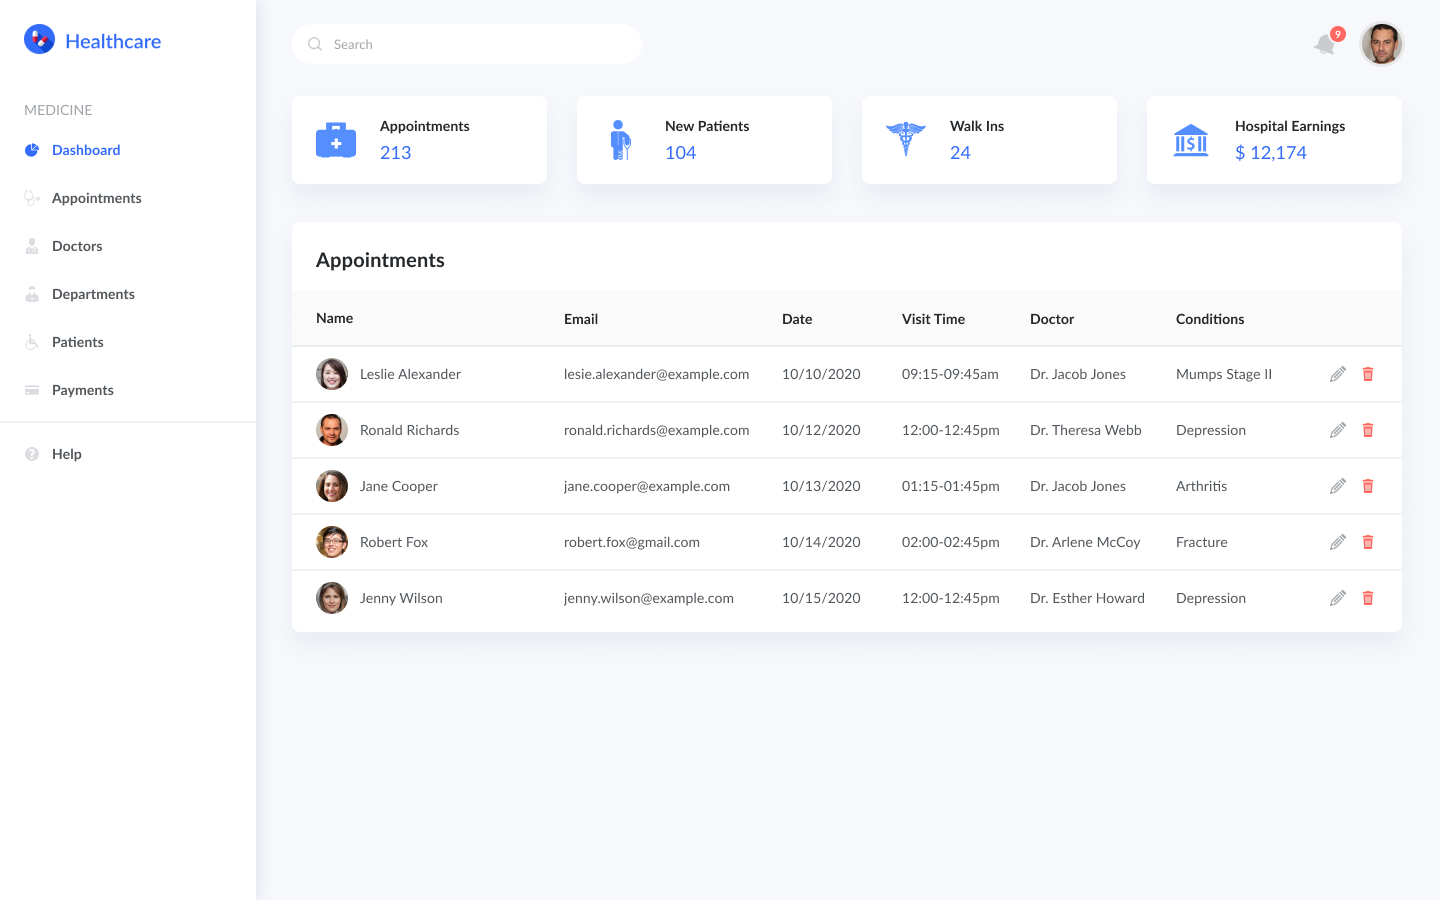 Healthcare
MEDICINE
Dashboard
Appointments
Doctors
Departments
Patients
Payments
Help
Search
9
Appointments
213
New Patients
104
Walk Ins
24
Hospital Earnings
$ 12,174
Appointments
Name Email Date Visit Time Doctor Conditions
Leslie Alexander lesie.alexander@example.com 10/10/2020 09:15-09:45am Dr. Jacob Jones Mumps Stage II
Ronald Richards ronald.richards@example.com 10/12/2020 12:00-12:45pm Dr. Theresa Webb Depression
Jane Cooper jane.cooper@example.com 10/13/2020 01:15-01:45pm Dr. Jacob Jones Arthritis
Robert Fox robert.fox@gmail.com 10/14/2020 02:00-02:45pm Dr. Arlene McCoy Fracture
Jenny Wilson jenny.wilson@example.com 10/15/2020 12:00-12:45pm Dr. Esther Howard Depression